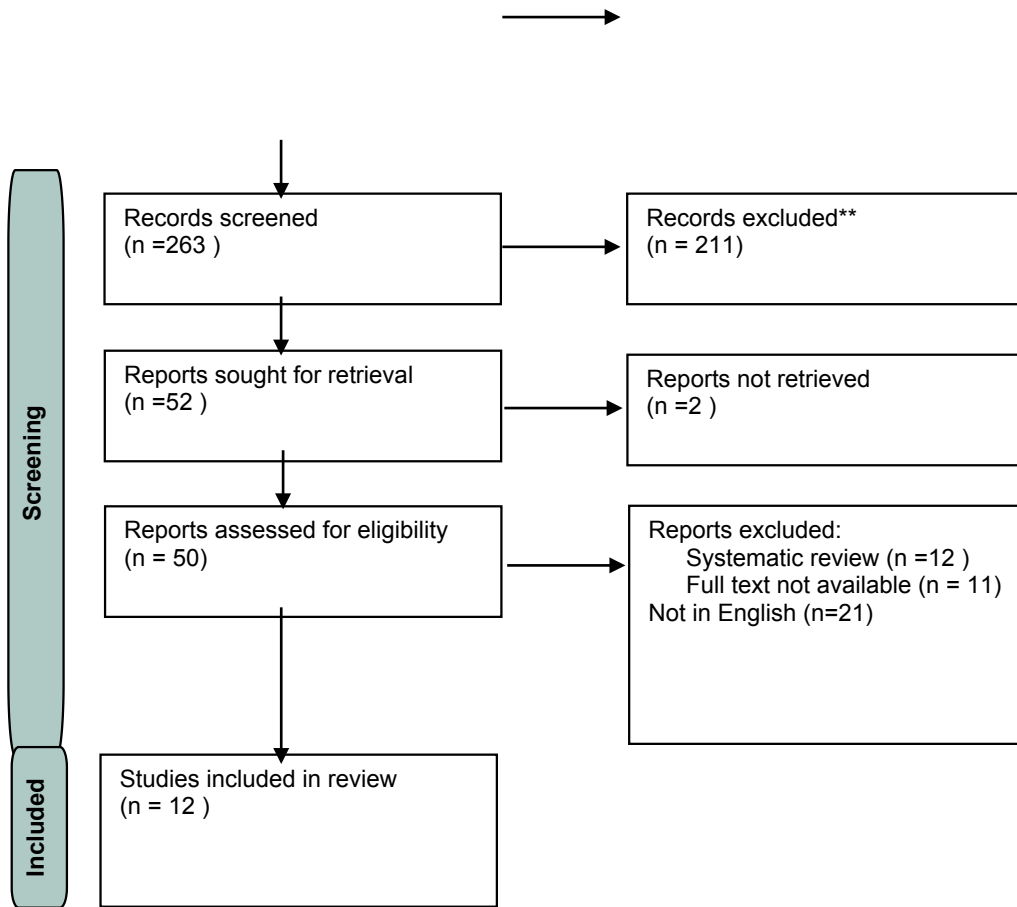 Screening
Records screened
(n =263 )
Records excluded**
(n = 211)
Reports sought for retrieval
(n =52 )
Reports not retrieved
(n =2 )
Reports assessed for eligibility
(n = 50)
Reports excluded:
Systematic review (n =12 )
Full text not available (n = 11)
Not in English (n=21)
Included
Studies included in review
(n = 12 )